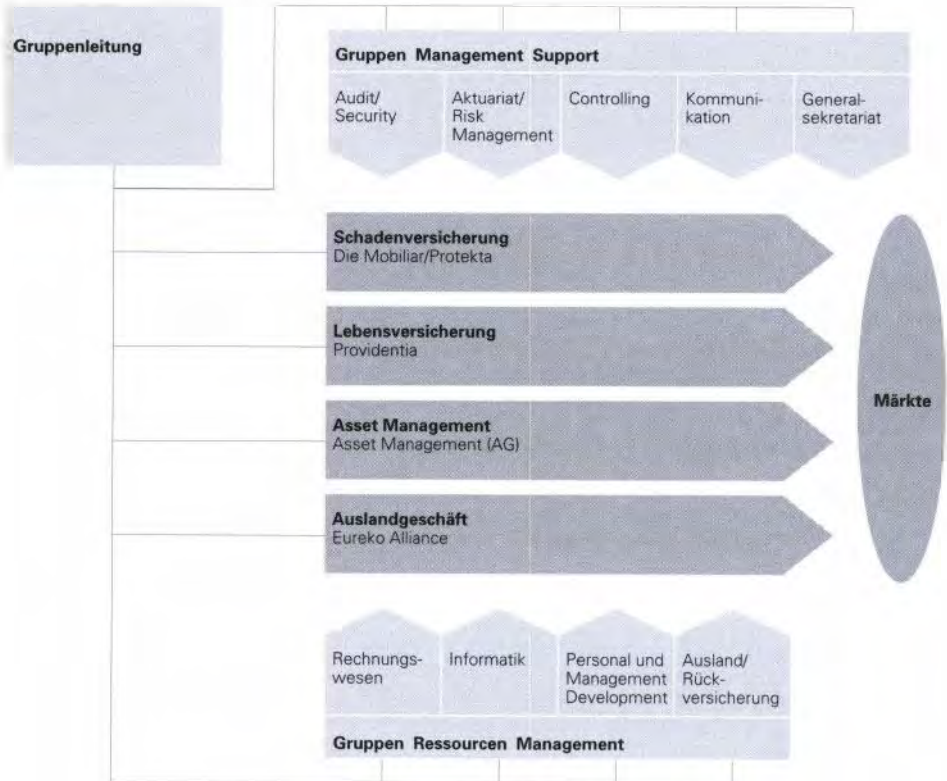 Gruppenleitung
Gruppen Management Support
Audit/
Security
Aktuariat/
Risk
Management
Controlling
Kommuni-
kation
General-
sekretariat
Schadenversicherung
Die Mobiliar/Protekta
Lebensversicherung
Providentia
Asset Management
Asset Management (AG)
Auslandgeschäft
Eureko Alliance
Märkte
Rechnungs-
wesen
Informatik
Personal und
Management
Development
Ausland/
Rück-
versicherung
Gruppen Ressourcen Management